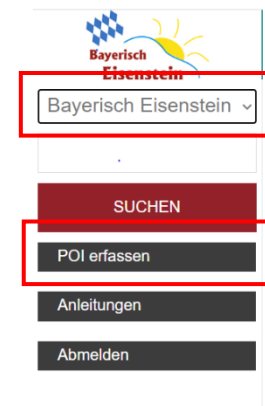 Bayerisch
Eisenstein
Bayerisch Eisenstein
SUCHEN
POI erfassen
Anleitungen
Abmelden